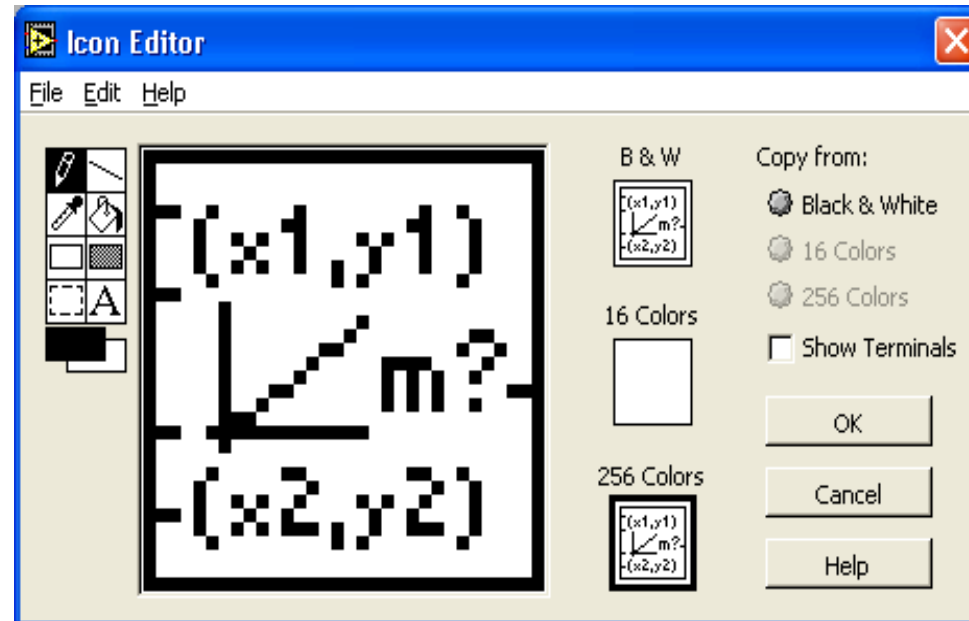 Icon Editor
File Edit Help
A
(x1,y1)
m?
(x2,y2)
B & W
(x1,y1)
m?
(x2,y2)
16 Colors
256 Colors
(x1,y1)
m?
(x2,y2)
Copy from:
Black & White
16 Colors
256 Colors
Show Terminals
OK
Cancel
Help